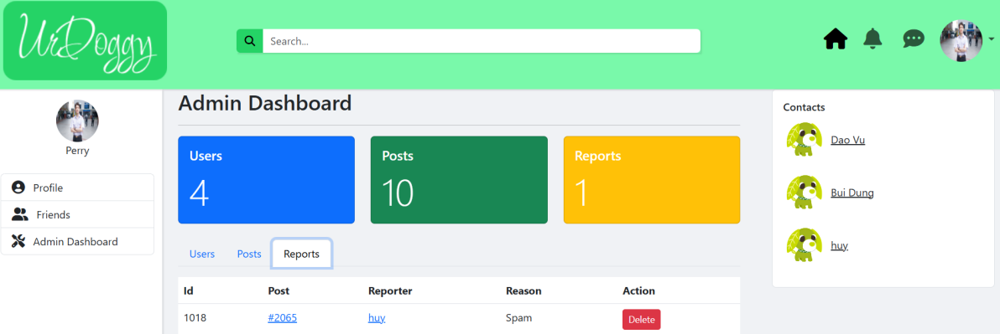 UrDoggy
Search...
Perry
Profile
Friends
Admin Dashboard
Admin Dashboard
Users
4
Posts
10
Reports
1
Users Posts Reports
Id Post Reporter Reason Action
1018 #2065 huy Spam Delete
Contacts
Dao Vu
Bui Dung
huy